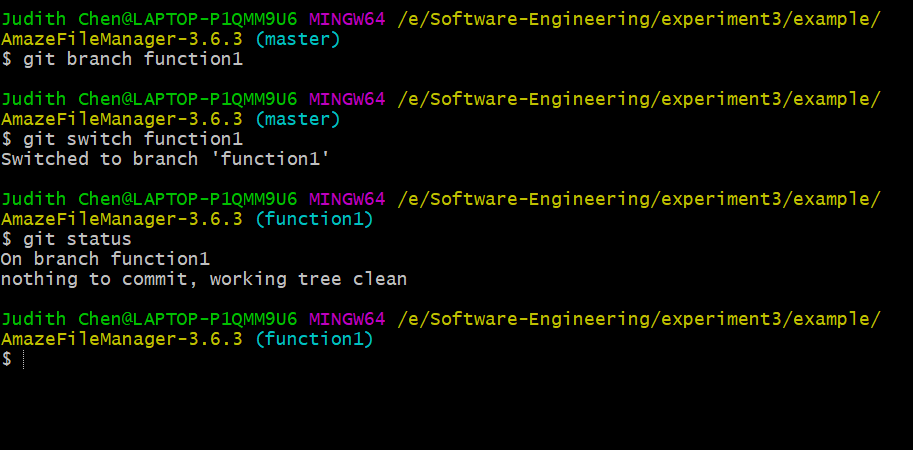 Judith Chen@LAPTOP-P1QMM9U6 MINGW64 /e/Software-Engineering/experiment3/example/
AmazeFileManager-3.6.3 (master)
$ git branch function1
Judith Chen@LAPTOP-P1QMM9U6 MINGW64 /e/Software-Engineering/experiment3/example/
AmazeFileManager-3.6.3 (master)
$ git switch function1
Switched to branch 'function1'
Judith Chen@LAPTOP-P1QMM9U6 MINGW64 /e/Software-Engineering/experiment3/example/
AmazeFileManager-3.6.3 (function1)
$ git status
On branch function1
nothing to commit, working tree clean
Judith Chen@LAPTOP-P1QMM9U6 MINGW64 /e/Software-Engineering/experiment3/example/
AmazeFileManager-3.6.3 (function1)
$